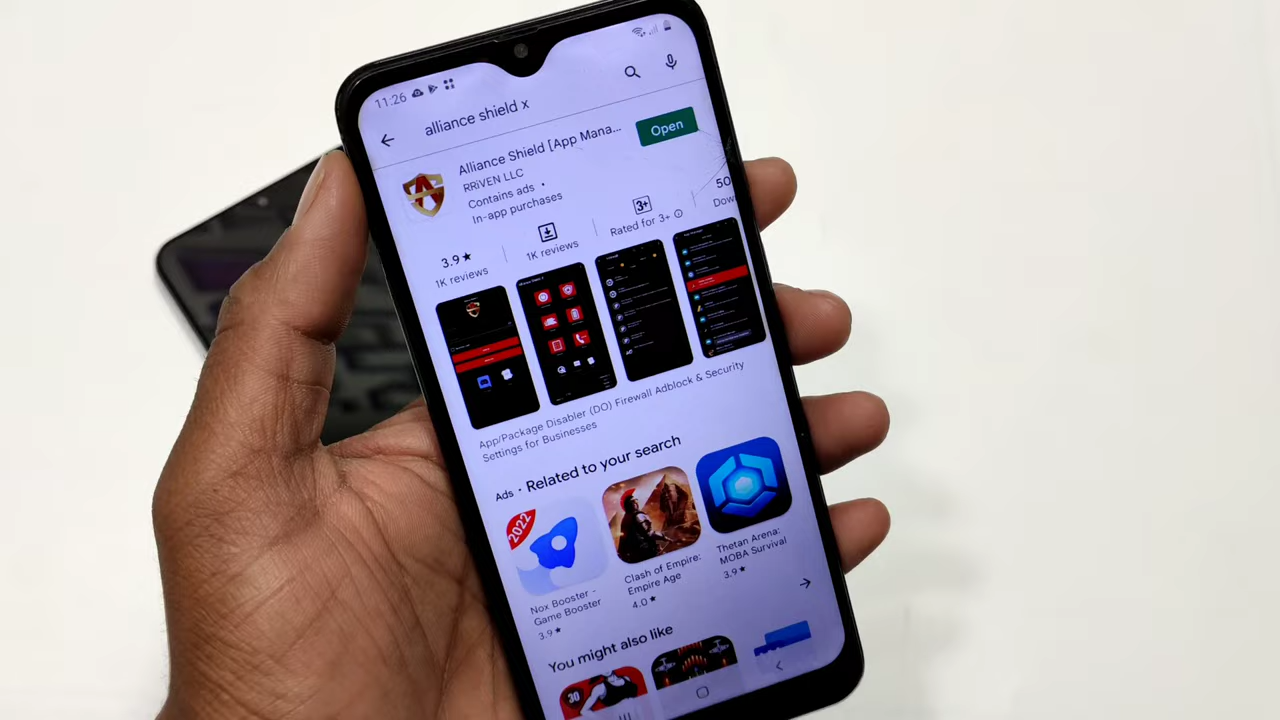 11:26
alliance shield x
Alliance Shield [App Mana...
RRiVEN LLC
Contains ads •
In-app purchases
Open
3.9★
1K reviews
1K reviews
3+
Rated for 3+
50
Dow
App/Package Disabler (DO) Firewall Adblock & Security
Settings for Businesses
Ads • Related to your search
2022
Nox Booster -
Game Booster
3.9★
Clash of Empire:
Empire Age
4.0★
Thetan Arena:
MOBA Survival
3.9★
You might also like
30